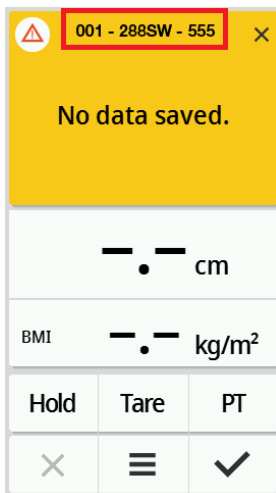 001 - 288SW - 555
No data saved.
-.- cm
BMI -.- kg/m²
Hold Tare PT